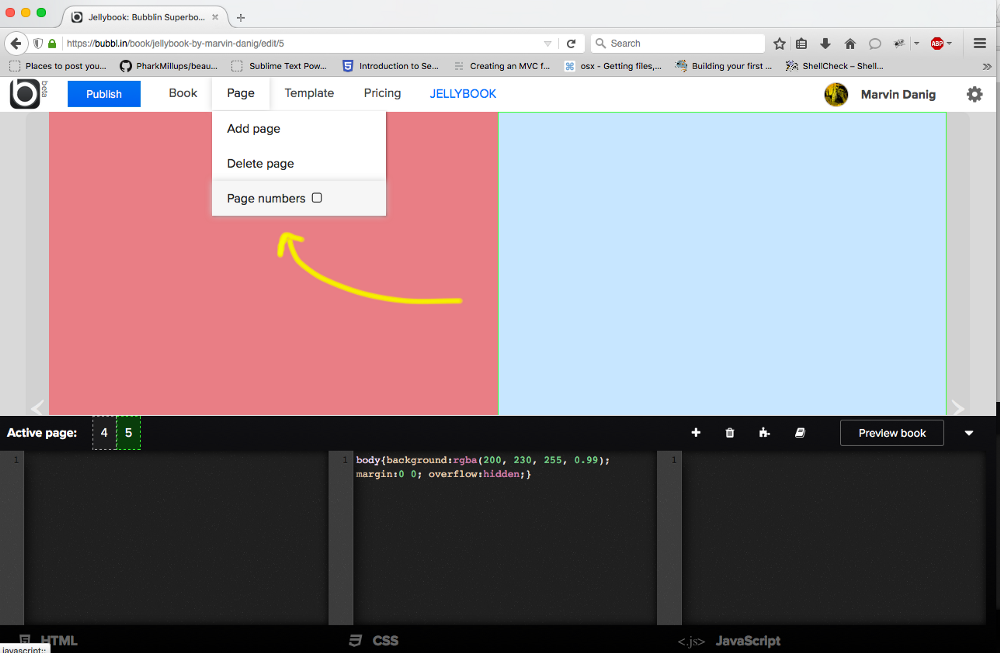 Jellybook: Bubblin Superbo...
https://bubbl.in/book/jellybook-by-marvin-danig/edit/5
Search
ABP
Places to post you...
PharkMillups/beau...
Sublime Text Pow...
Introduction to Se...
Creating an MVC f...
osx - Getting files,...
Building your first ...
ShellCheck – Shell...
beta
Publish
Book
Page
Template
Pricing
JELLYBOOK
Marvin Danig
Add page
Delete page
Page numbers
Active page:
4
5
Preview book
1
1
body{background:rgba(200, 230, 255, 0.99);
margin:0 0; overflow:hidden;}
1
HTML
CSS
<.js>
JavaScript
javascript:;